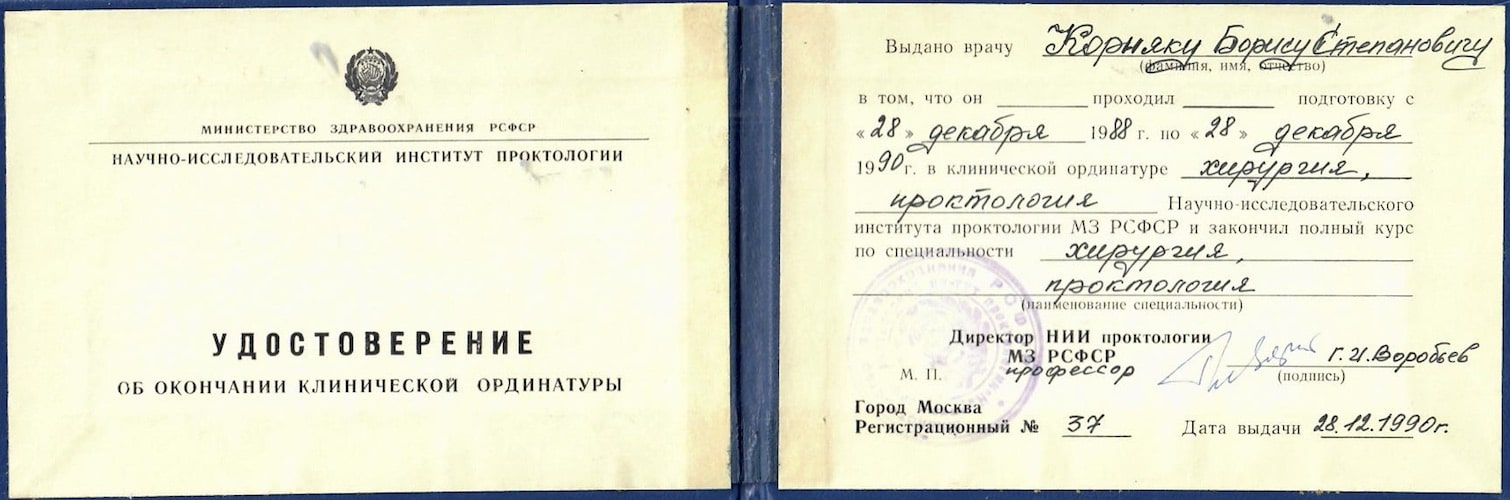 МИНИСТЕРСТВО ЗДРАВООХРАНЕНИЯ РСФСР
НАУЧНО-ИССЛЕДОВАТЕЛЬСКИЙ ИНСТИТУТ ПРОКТОЛОГИИ
УДОСТОВЕРЕНИЕ
ОБ ОКОНЧАНИИ КЛИНИЧЕСКОЙ ОРДИНАТУРЫ
Выдано врачу Корняку Борису Степановичу
(фамилия, имя, отчество)
в том, что он проходил подготовку с
«28» декабря 1988 г. по «28» декабря
1990 г. в клинической ординатуре хирургия,
проктология Научно-исследовательского
института проктологии МЗ РСФСР и закончил полный курс
по специальности хирургия,
проктология
(наименование специальности)
Директор НИИ проктологии
МЗ РСФСР
М. П. профессор Г.И.Воробьев
(подпись)
Город Москва
Регистрационный № 37 Дата выдачи 28.12.1990г.